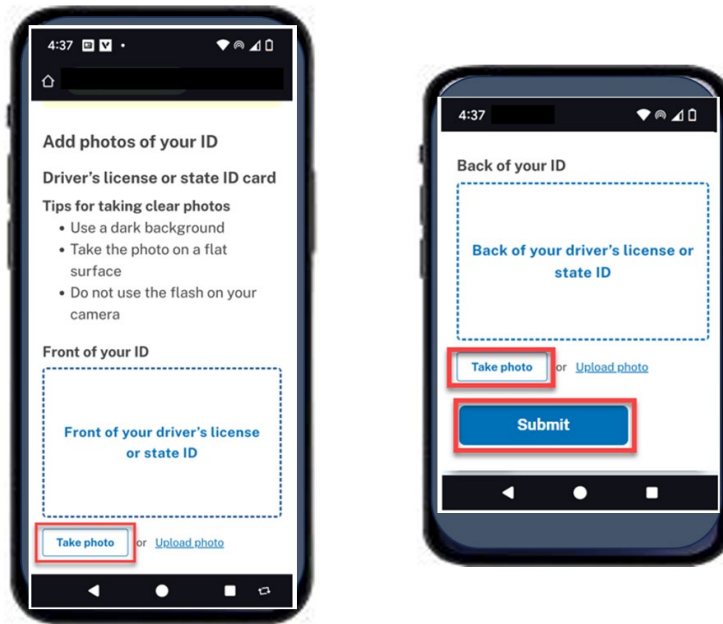 4:37
Add photos of your ID
Driver's license or state ID card
Tips for taking clear photos
• Use a dark background
• Take the photo on a flat
surface
• Do not use the flash on your
camera
Front of your ID
Front of your driver's license
or state ID
Take photo or Upload photo
4:37
Back of your ID
Back of your driver's license or
state ID
Take photo or Upload photo
Submit